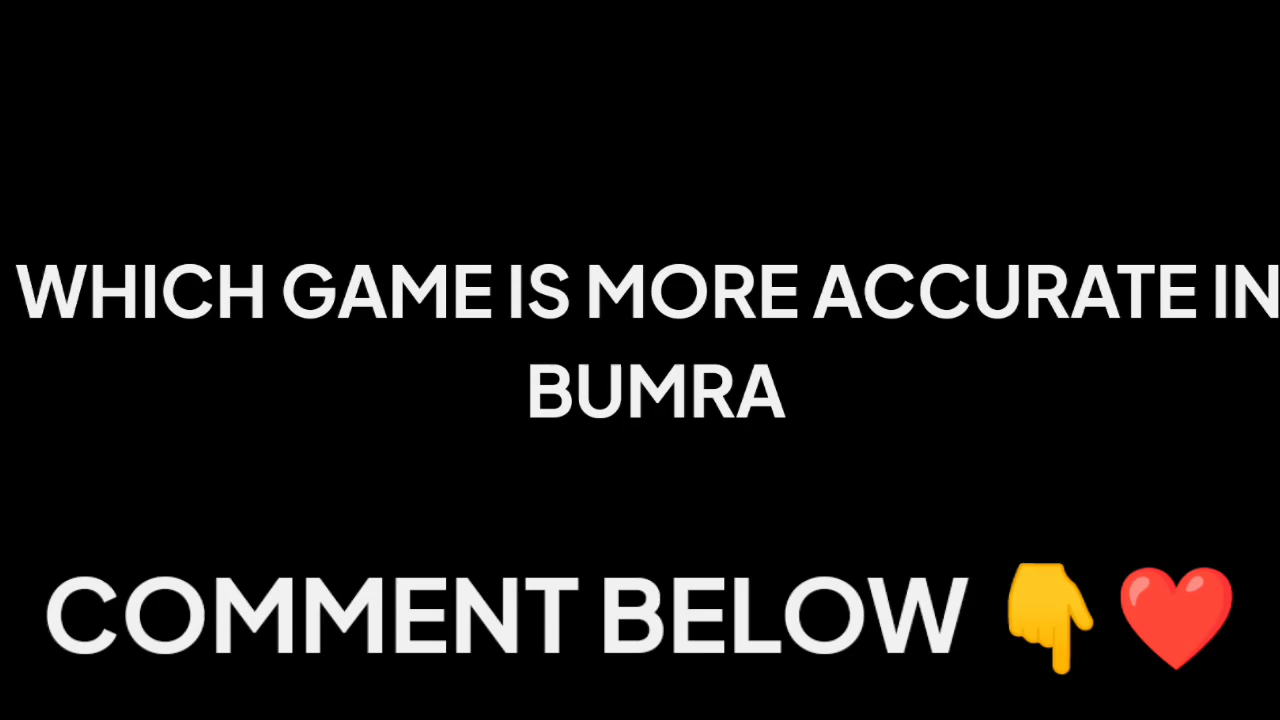 WHICH GAME IS MORE ACCURATE IN
BUMRA
COMMENT BELOW 👇❤️